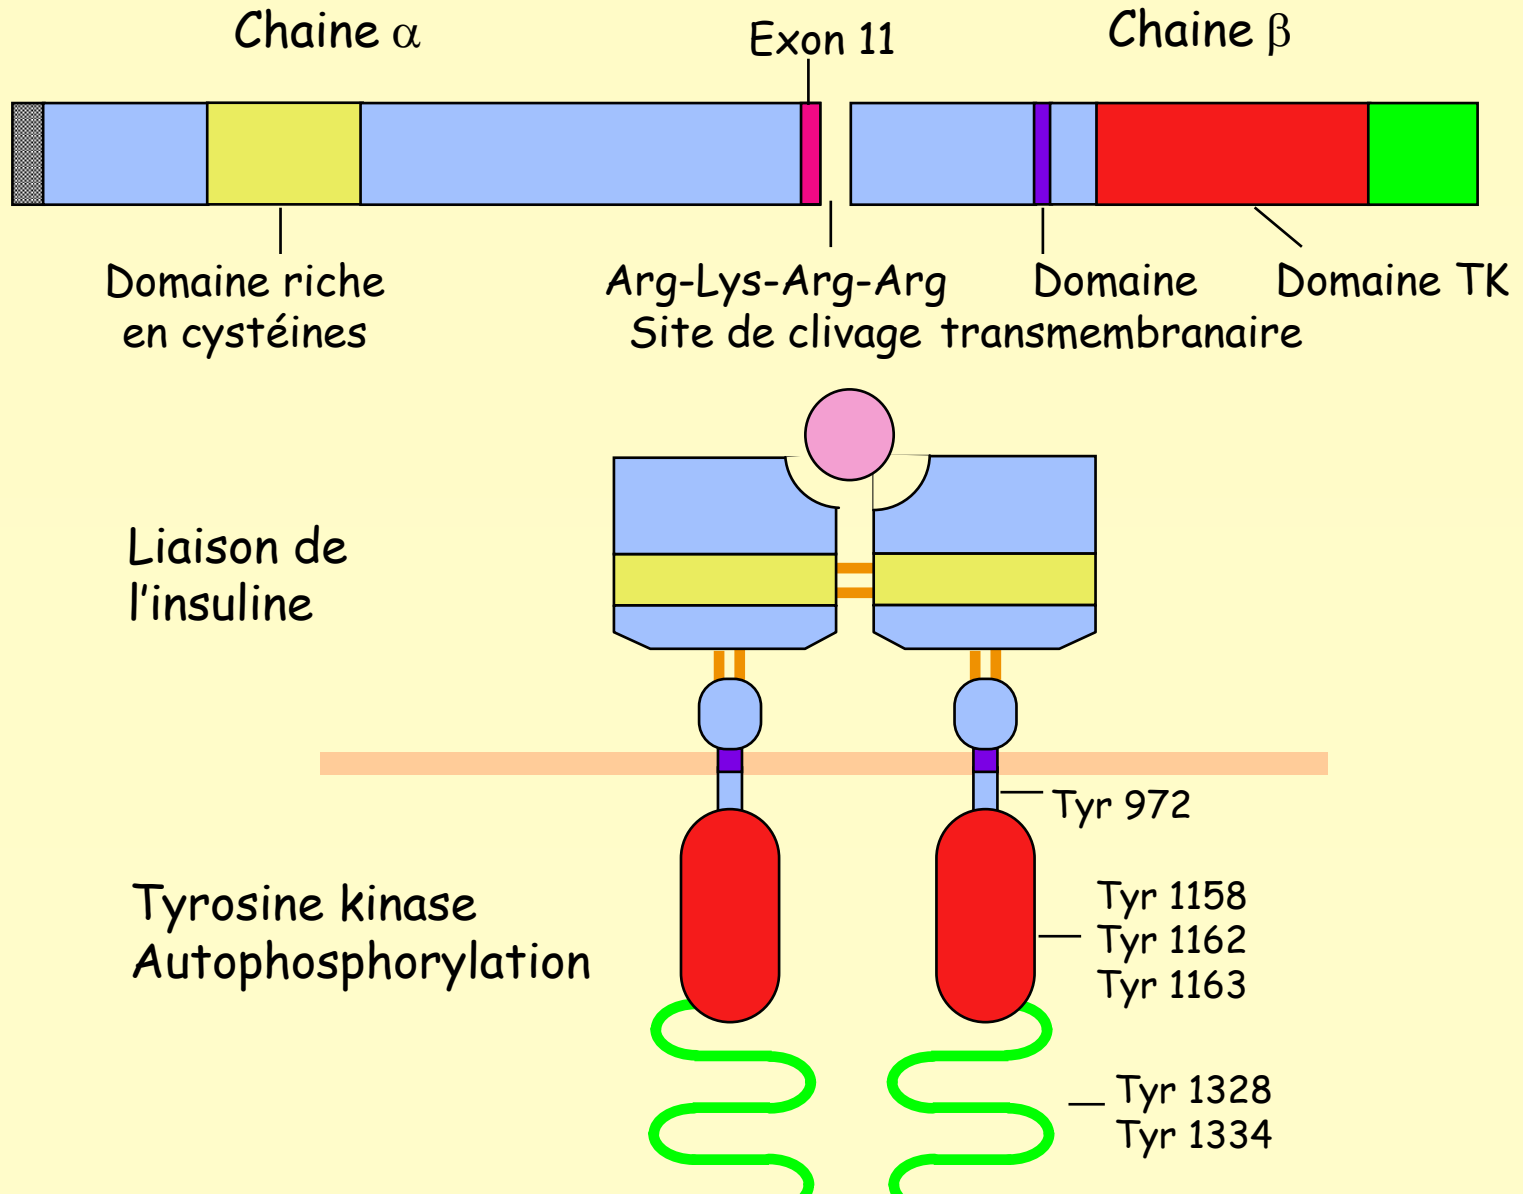 Chaine α
Exon 11
Chaine β
Domaine riche
en cystéines
Arg-Lys-Arg-Arg
Site de clivage
Domaine
transmembranaire
Domaine TK
Liaison de
l'insuline
Tyr 972
Tyrosine kinase
Autophosphorylation
Tyr 1158
Tyr 1162
Tyr 1163
Tyr 1328
Tyr 1334